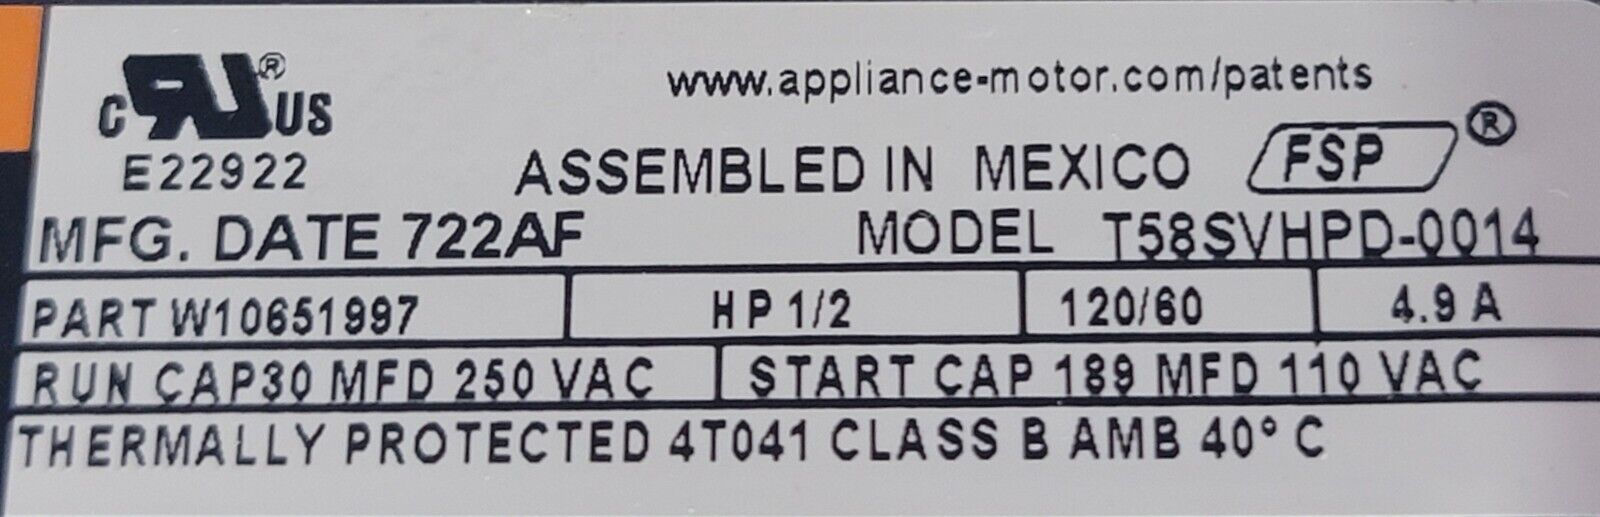 www.appliance-motor.com/patents
c RU® US
E22922
ASSEMBLED IN MEXICO FSP®
MFG. DATE 722AF MODEL T58SVHPD-0014
PART W10651997 HP 1/2 120/60 4.9 A
RUN CAP30 MFD 250 VAC START CAP 189 MFD 110 VAC
THERMALLY PROTECTED 4T041 CLASS B AMB 40° C